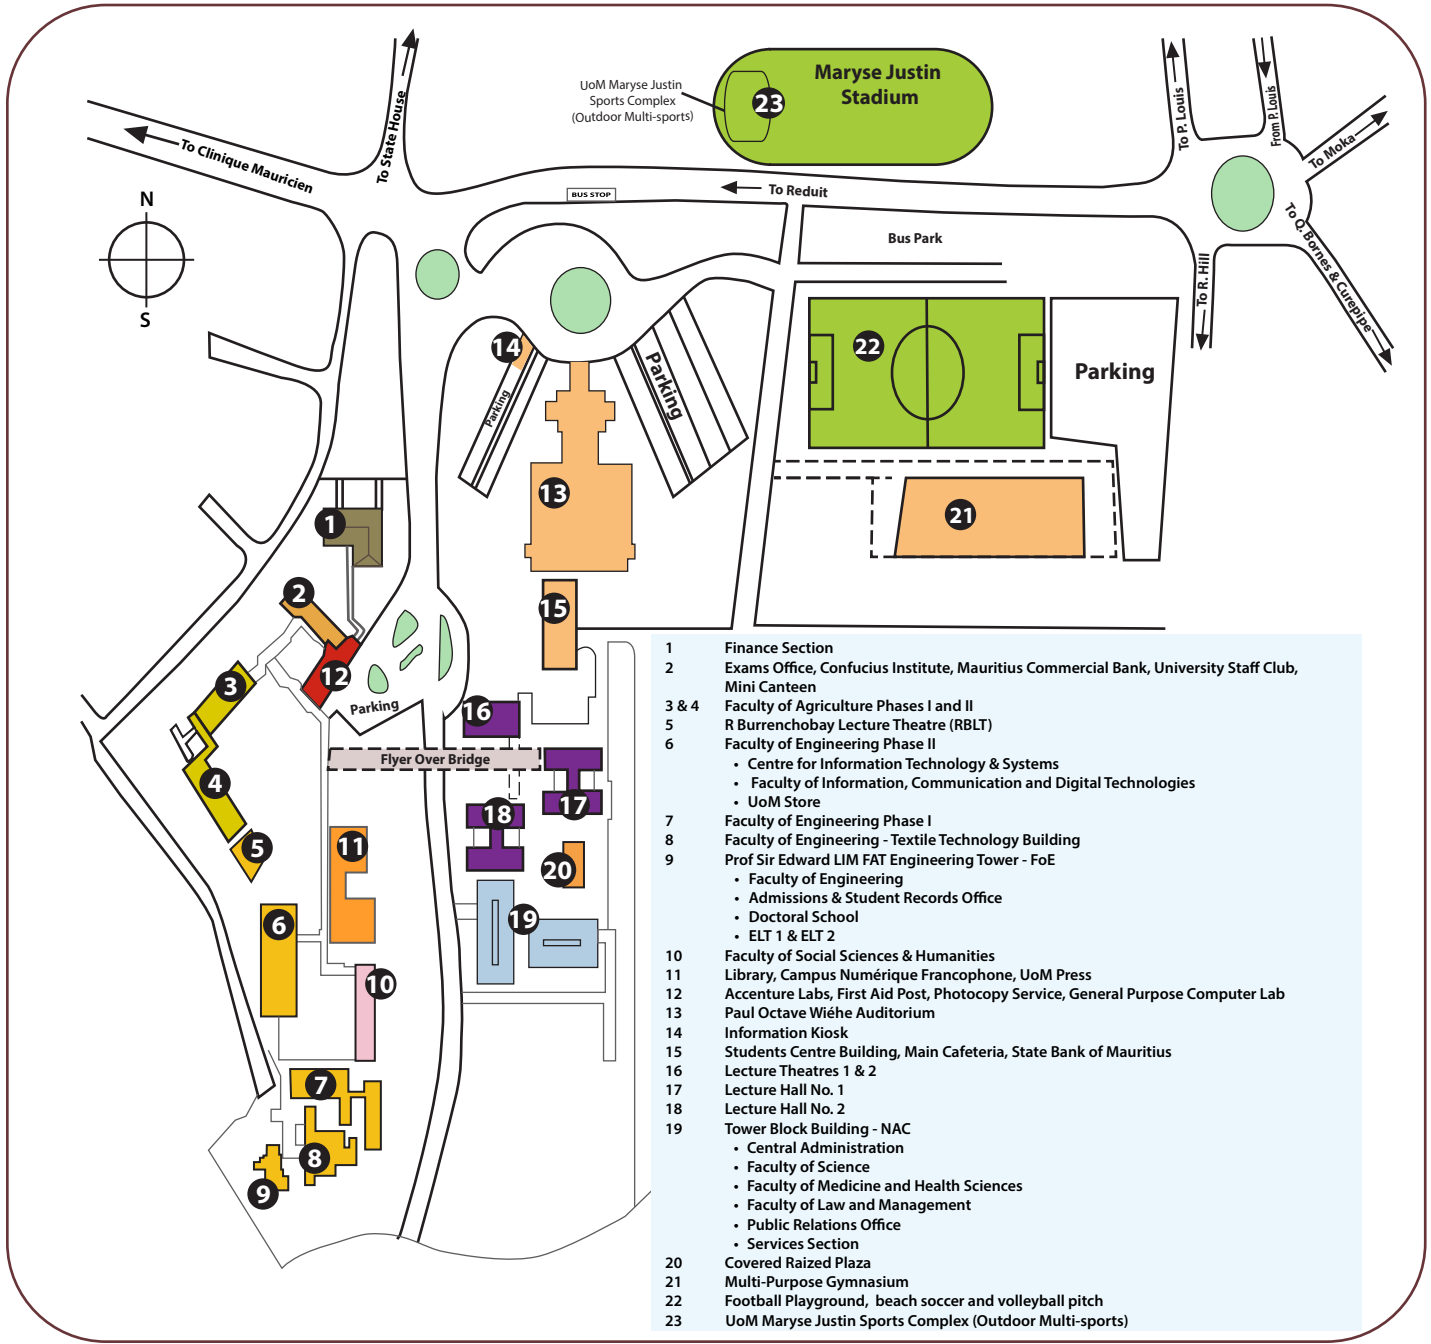 Maryse Justin
Stadium
UoM Maryse Justin
Sports Complex
(Outdoor Multi-sports)
23
To P. Louis
From P. Louis
To Moka
To Q. Bornes & Curepipe
To R. Hill
To State House
To Clinique Mauricien
BUS STOP
To Reduit
N
S
Bus Park
14
Parking
Parking
22
Parking
13
21
1
2
15
12
3
Parking
16
Flyer Over Bridge
4
17
18
5
11
20
6
19
10
7
8
9
1 Finance Section
2 Exams Office, Confucius Institute, Mauritius Commercial Bank, University Staff Club,
Mini Canteen
3 & 4 Faculty of Agriculture Phases I and II
5 R Burrenchobay Lecture Theatre (RBLT)
6 Faculty of Engineering Phase II
• Centre for Information Technology & Systems
• Faculty of Information, Communication and Digital Technologies
• UoM Store
7 Faculty of Engineering Phase I
8 Faculty of Engineering - Textile Technology Building
9 Prof Sir Edward LIM FAT Engineering Tower - FoE
• Faculty of Engineering
• Admissions & Student Records Office
• Doctoral School
• ELT 1 & ELT 2
10 Faculty of Social Sciences & Humanities
11 Library, Campus Numérique Francophone, UoM Press
12 Accenture Labs, First Aid Post, Photocopy Service, General Purpose Computer Lab
13 Paul Octave Wiéhe Auditorium
14 Information Kiosk
15 Students Centre Building, Main Cafeteria, State Bank of Mauritius
16 Lecture Theatres 1 & 2
17 Lecture Hall No. 1
18 Lecture Hall No. 2
19 Tower Block Building - NAC
• Central Administration
• Faculty of Science
• Faculty of Medicine and Health Sciences
• Faculty of Law and Management
• Public Relations Office
• Services Section
20 Covered Raized Plaza
21 Multi-Purpose Gymnasium
22 Football Playground, beach soccer and volleyball pitch
23 UoM Maryse Justin Sports Complex (Outdoor Multi-sports)